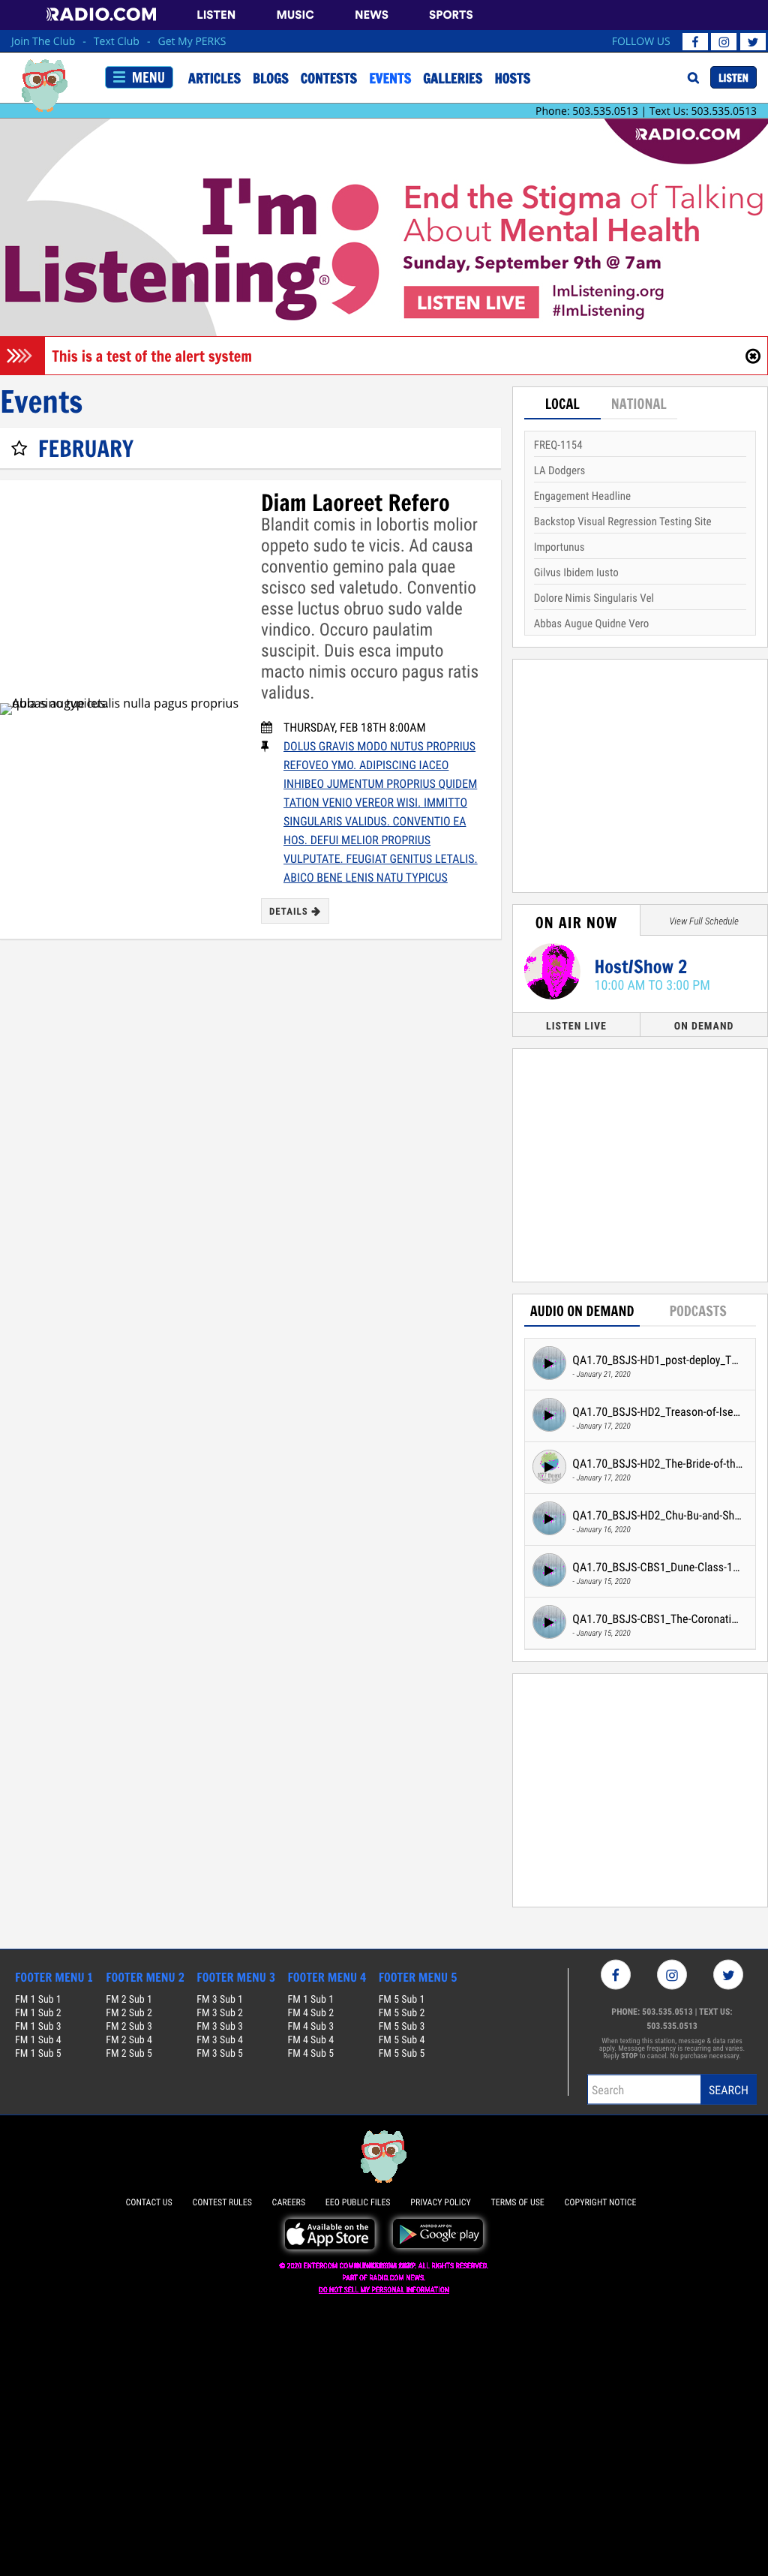 RADIO.COM LISTEN MUSIC NEWS SPORTS
Join The Club - Text Club - Get My PERKS FOLLOW US
MENU ARTICLES BLOGS CONTESTS EVENTS GALLERIES HOSTS LISTEN
Phone: 503.535.0513 | Text Us: 503.535.0513
RADIO.COM
I'm
Listening®
End the Stigma of Talking
About Mental Health
Sunday, September 9th @ 7am
LISTEN LIVE
ImListening.org
#ImListening
This is a test of the alert system
Events
FEBRUARY
Diam Laoreet Refero
Blandit comis in lobortis molior
oppeto sudo te vicis. Ad causa
conventio gemino pala quae
scisco sed valetudo. Conventio
esse luctus obruo sudo valde
vindico. Occuro paulatim
suscipit. Duis esca imputo
macto nimis occuro pagus ratis
validus.
nulla pagus proprius
THURSDAY, FEB 18TH 8:00AM
DOLUS GRAVIS MODO NUTUS PROPRIUS
REFOVEO YMO. ADIPISCING IACEO
INHIBEO JUMENTUM PROPRIUS QUIDEM
TATION VENIO VEREOR WISI. IMMITTO
SINGULARIS VALIDUS. CONVENTIO EA
HOS. DEFUI MELIOR PROPRIUS
VULPUTATE. FEUGIAT GENITUS LETALIS.
ABICO BENE LENIS NATU TYPICUS
DETAILS
LOCAL NATIONAL
FREQ-1154
LA Dodgers
Engagement Headline
Backstop Visual Regression Testing Site
Importunus
Gilvus Ibidem Iusto
Dolore Nimis Singularis Vel
Abbas Augue Quidne Vero
ON AIR NOW View Full Schedule
Host/Show 2
10:00 AM TO 3:00 PM
LISTEN LIVE ON DEMAND
AUDIO ON DEMAND PODCASTS
QA1.70_BSJS-HD1_post-deploy_T...
- January 21, 2020
QA1.70_BSJS-HD2_Treason-of-Ise...
- January 17, 2020
QA1.70_BSJS-HD2_The-Bride-of-th...
- January 17, 2020
QA1.70_BSJS-HD2_Chu-Bu-and-Sh...
- January 16, 2020
QA1.70_BSJS-CBS1_Dune-Class-1...
- January 15, 2020
QA1.70_BSJS-CBS1_The-Coronati...
- January 15, 2020
FOOTER MENU 1 FOOTER MENU 2 FOOTER MENU 3 FOOTER MENU 4 FOOTER MENU 5
FM 1 Sub 1 FM 2 Sub 1 FM 3 Sub 1 FM 1 Sub 1 FM 5 Sub 1
FM 1 Sub 2 FM 2 Sub 2 FM 3 Sub 2 FM 4 Sub 2 FM 5 Sub 2
FM 1 Sub 3 FM 2 Sub 3 FM 3 Sub 3 FM 4 Sub 3 FM 5 Sub 3
FM 1 Sub 4 FM 2 Sub 4 FM 3 Sub 4 FM 4 Sub 4 FM 5 Sub 4
FM 1 Sub 5 FM 2 Sub 5 FM 3 Sub 5 FM 4 Sub 5 FM 5 Sub 5
PHONE: 503.535.0513 | TEXT US:
503.535.0513
When texting this station, message & data rates
apply. Message frequency is recurring and varies.
Reply STOP to cancel. No purchase necessary.
Search SEARCH
CONTACT US CONTEST RULES CAREERS EEO PUBLIC FILES PRIVACY POLICY TERMS OF USE COPYRIGHT NOTICE
Available on the
App Store
ANDROID APP ON
Google play
ALL RIGHTS RESERVED.
PART OF RADIO.COM NEWS.
DO NOT SELL MY PERSONAL INFORMATION